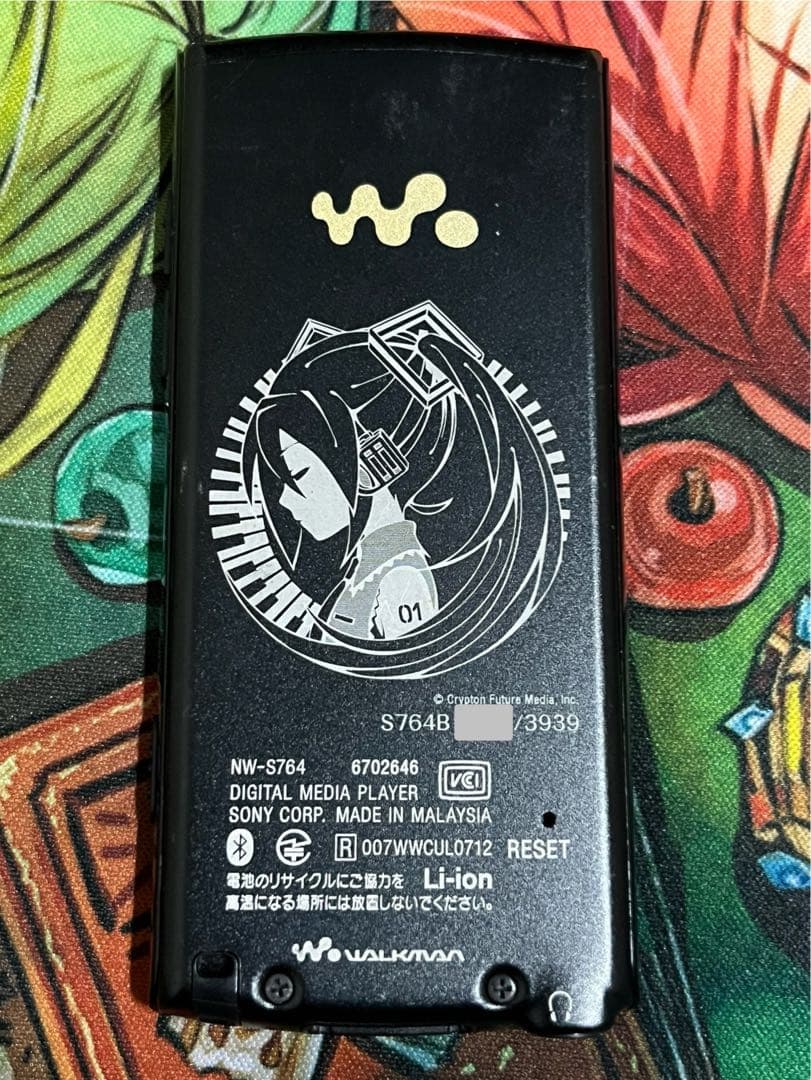 01
© Crypton Future Media, Inc.
S764B /3939
NW-S764 6702646 VCI
DIGITAL MEDIA PLAYER
SONY CORP. MADE IN MALAYSIA
R 007WWCUL0712 RESET
電池のリサイクルにご協力を Li-ion
高温になる場所には放置しないでください。
WALKMAN